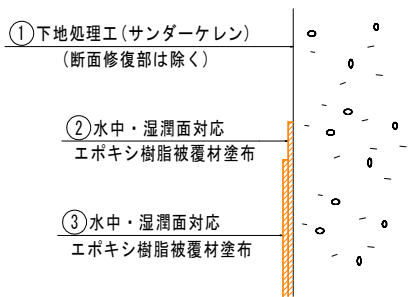 ①下地処理工(サンダーケレン)
(断面修復部は除く)
②水中・湿潤面対応
エポキシ樹脂被覆材塗布
③水中・湿潤面対応
エポキシ樹脂被覆材塗布